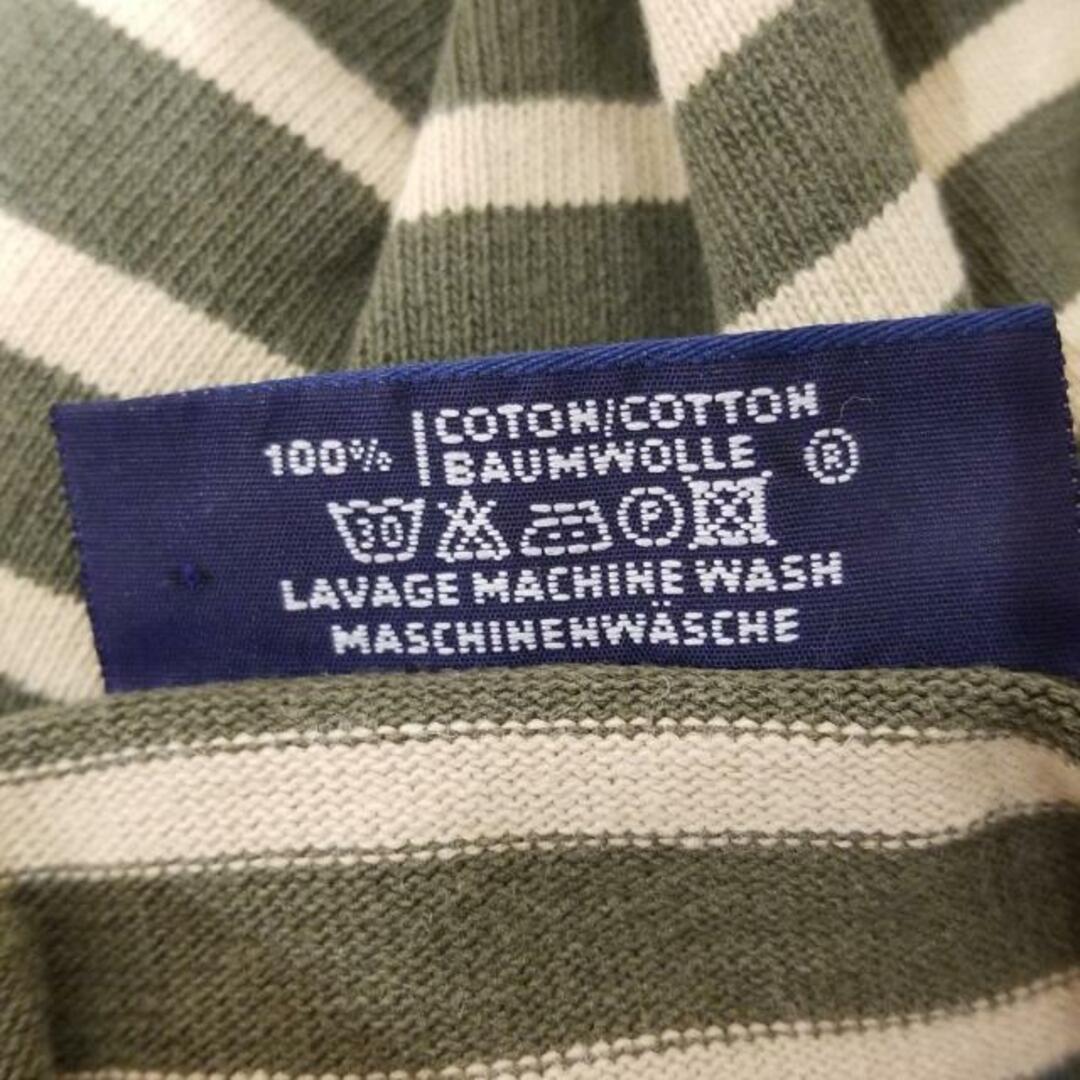 100% COTON/COTTON
BAUMWOLLE ®
30 P
LAVAGE MACHINE WASH
MASCHINENWÄSCHE